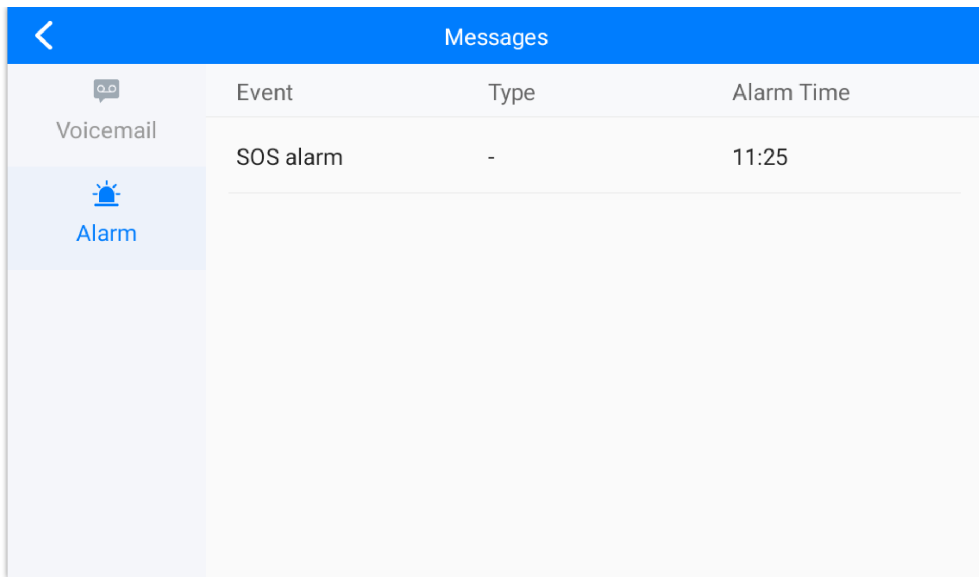 Messages
Voicemail
Alarm
Event Type Alarm Time
SOS alarm - 11:25